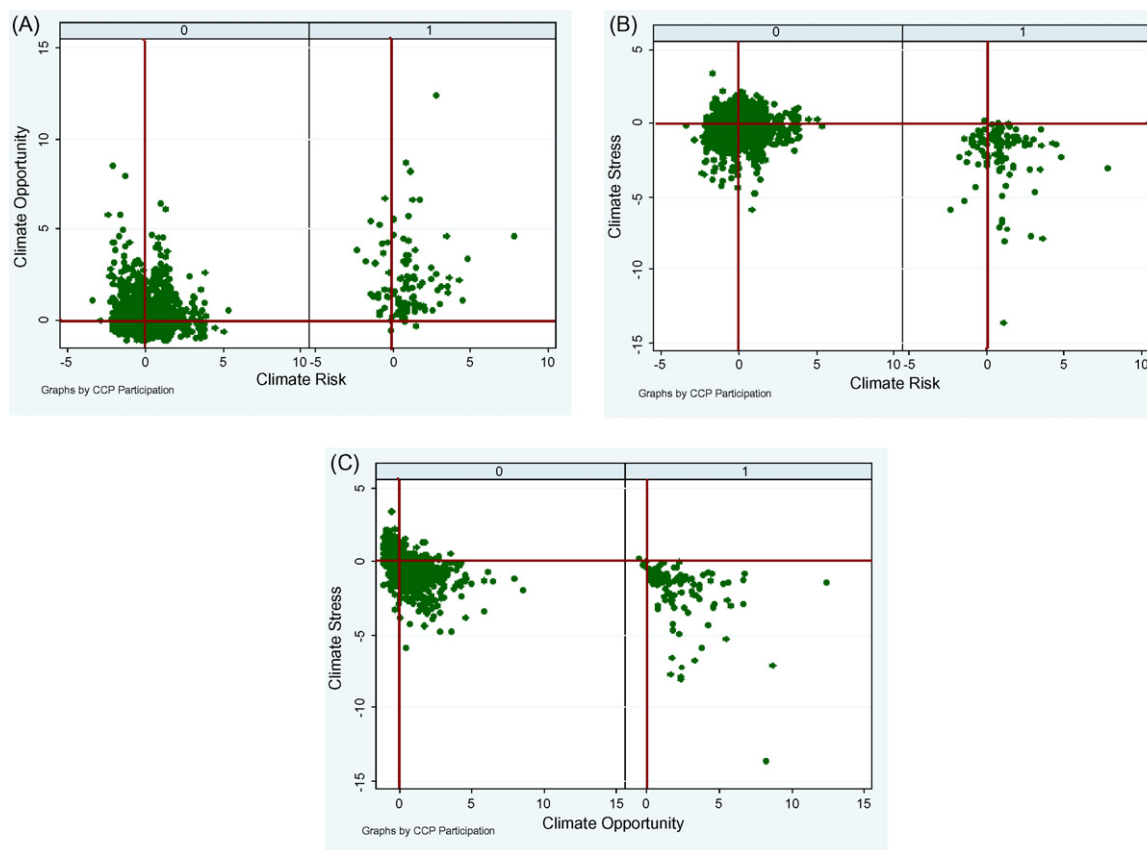 (A)
0 1
15
10
5
0
Climate Opportunity
-5 0 5 10 -5 0 5 10
Climate Risk
Graphs by CCP Participation
(B)
0 1
5
0
-5
-10
-15
Climate Stress
-5 0 5 10 -5 0 5 10
Climate Risk
Graphs by CCP Participation
(C)
0 1
5
0
-5
-10
-15
Climate Stress
0 5 10 15 0 5 10 15
Climate Opportunity
Graphs by CCP Participation